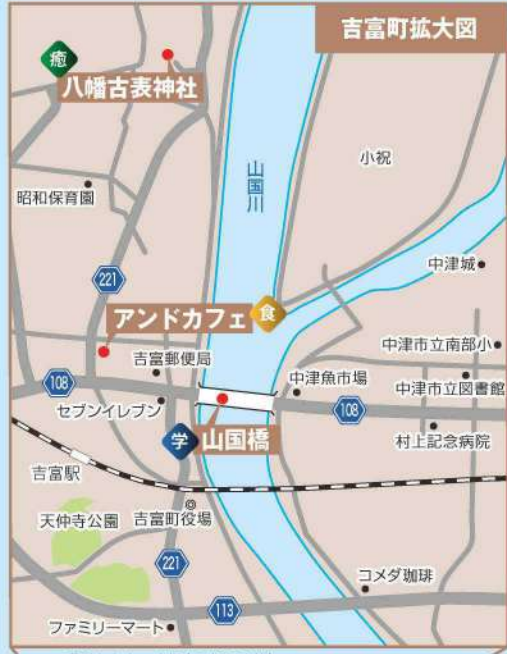 吉富町拡大図
癒
八幡古表神社
小祝
山国川
昭和保育園
中津城
221
アンドカフェ
食
中津市立南部小
吉富郵便局
中津魚市場
中津市立図書館
108
セブンイレブン
108
学
山国橋
村上記念病院
吉富駅
天仲寺公園
吉富町役場
221
コメダ珈琲
113
ファミリーマート